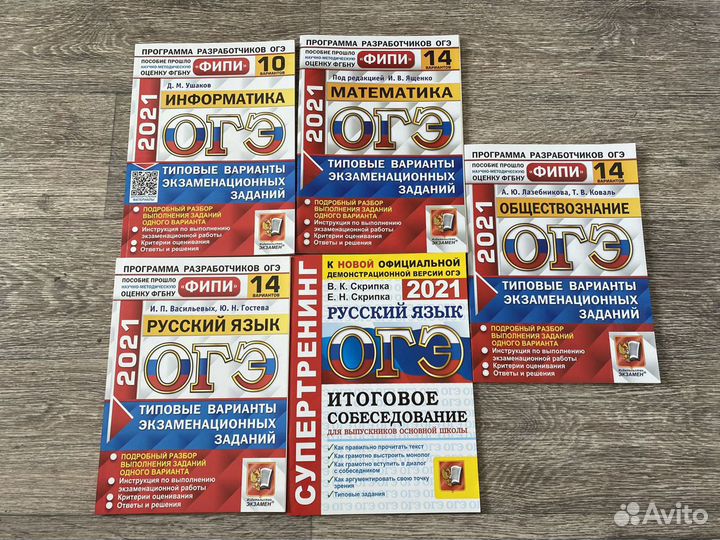 ПРОГРАММА РАЗРАБОТЧИКОВ ОГЭ
ПОСОБИЕ ПРОШЛО
НАУЧНО-МЕТОДИЧЕСКУЮ
ОЦЕНКУ ФГБНУ
«ФИПИ»
10
ВАРИАНТОВ
Д. М. Ушаков
2021
ИНФОРМАТИКА
ОГЭ
ТИПОВЫЕ ВАРИАНТЫ
ЭКЗАМЕНАЦИОННЫХ
ЗАДАНИЙ
• ПОДРОБНЫЙ РАЗБОР
ВЫПОЛНЕНИЯ ЗАДАНИЙ
ОДНОГО ВАРИАНТА
• Инструкция по выполнению
экзаменационной работы
• Критерии оценивания
• Ответы и решения
Издательство
ЭКЗАМЕН
ПРОГРАММА РАЗРАБОТЧИКОВ ОГЭ
ПОСОБИЕ ПРОШЛО
НАУЧНО-МЕТОДИЧЕСКУЮ
ОЦЕНКУ ФГБНУ
«ФИПИ»
14
ВАРИАНТОВ
Под редакцией И. В. Ященко
2021
МАТЕМАТИКА
ОГЭ
ТИПОВЫЕ ВАРИАНТЫ
ЭКЗАМЕНАЦИОННЫХ
ЗАДАНИЙ
• ПОДРОБНЫЙ РАЗБОР
ВЫПОЛНЕНИЯ ЗАДАНИЙ
ОДНОГО ВАРИАНТА
• Инструкция по выполнению
экзаменационной работы
• Критерии оценивания
• Ответы и решения
Издательство
ЭКЗАМЕН
ПРОГРАММА РАЗРАБОТЧИКОВ ОГЭ
ПОСОБИЕ ПРОШЛО
НАУЧНО-МЕТОДИЧЕСКУЮ
ОЦЕНКУ ФГБНУ
«ФИПИ»
14
ВАРИАНТОВ
А. Ю. Лазебникова, Т. В. Коваль
2021
ОБЩЕСТВОЗНАНИЕ
ОГЭ
ТИПОВЫЕ ВАРИАНТЫ
ЭКЗАМЕНАЦИОННЫХ
ЗАДАНИЙ
• ПОДРОБНЫЙ РАЗБОР
ВЫПОЛНЕНИЯ ЗАДАНИЙ
ОДНОГО ВАРИАНТА
• Инструкция по выполнению
экзаменационной работы
• Критерии оценивания
• Ответы и решения
Издательство
ЭКЗАМЕН
ПРОГРАММА РАЗРАБОТЧИКОВ ОГЭ
ПОСОБИЕ ПРОШЛО
НАУЧНО-МЕТОДИЧЕСКУЮ
ОЦЕНКУ ФГБНУ
«ФИПИ»
14
ВАРИАНТОВ
И. П. Васильевых, Ю. Н. Гостева
2021
РУССКИЙ ЯЗЫК
ОГЭ
ТИПОВЫЕ ВАРИАНТЫ
ЭКЗАМЕНАЦИОННЫХ
ЗАДАНИЙ
• ПОДРОБНЫЙ РАЗБОР
ВЫПОЛНЕНИЯ ЗАДАНИЙ
ОДНОГО ВАРИАНТА
• Инструкция по выполнению
экзаменационной работы
• Критерии оценивания
• Ответы и решения
Издательство
ЭКЗАМЕН
СУПЕРТРЕНИНГ
К НОВОЙ ОФИЦИАЛЬНОЙ
ДЕМОНСТРАЦИОННОЙ ВЕРСИИ ОГЭ
В. К. Скрипка
Е. Н. Скрипка
2021
РУССКИЙ ЯЗЫК
ОГЭ
ИТОГОВОЕ
СОБЕСЕДОВАНИЕ
ДЛЯ ВЫПУСКНИКОВ ОСНОВНОЙ ШКОЛЫ
✓Как правильно прочитать текст
✓Как грамотно выстроить монолог
✓Как грамотно вступить в диалог
с собеседником
✓Как аргументировать свою точку
зрения
✓Типовые задания
Avito